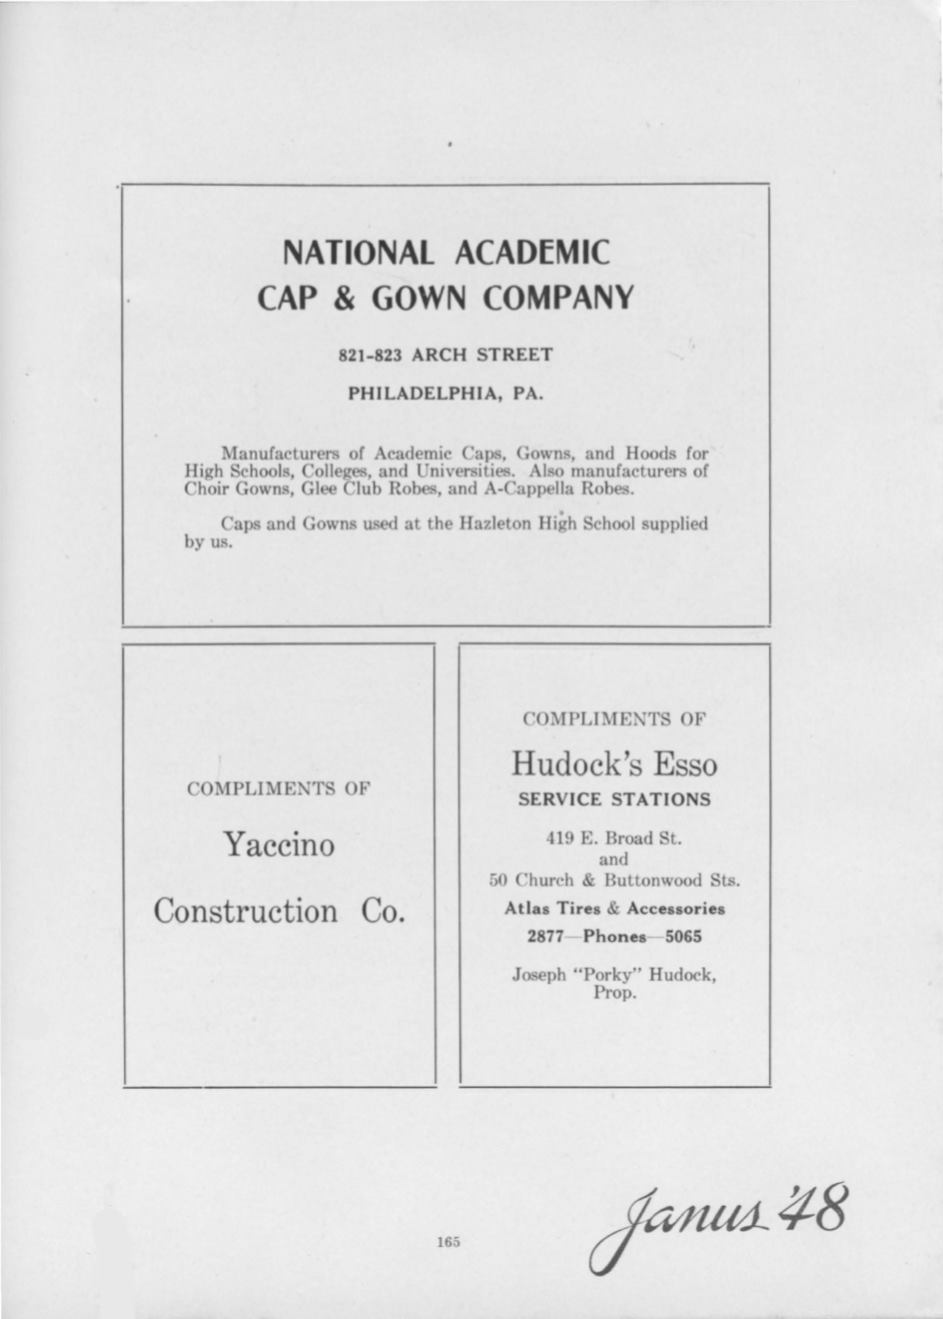 NATIONAL ACADEMIC
CAP & GOWN COMPANY
821-823 ARCH STREET
PHILADELPHIA, PA.
Manufacturers of Academic Caps, Gowns, and Hoods for
High Schools, Colleges, and Universities. Also manufacturers of
Choir Gowns, Glee Club Robes, and A-Cappella Robes.
Caps and Gowns used at the Hazleton High School supplied
by us.
COMPLIMENTS OF
Yaccino
Construction Co.
COMPLIMENTS OF
Hudock's Esso
SERVICE STATIONS
419 E. Broad St.
and
50 Church & Buttonwood Sts.
Atlas Tires & Accessories
2877—Phones—5065
Joseph "Porky" Hudock,
Prop.
165
Janus '48